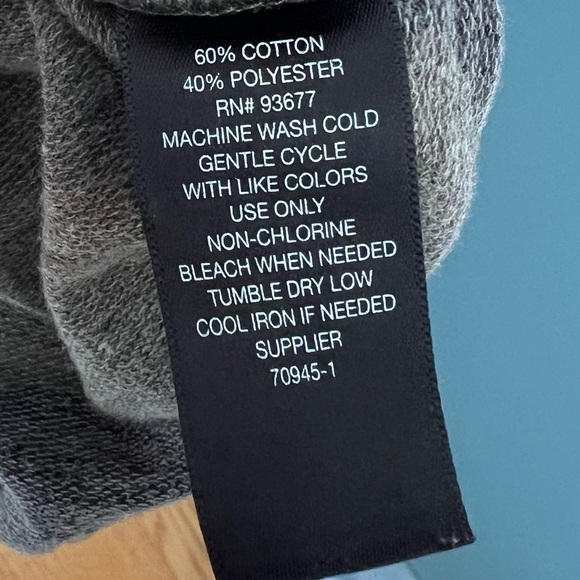 60% COTTON
40% POLYESTER
RN# 93677
MACHINE WASH COLD
GENTLE CYCLE
WITH LIKE COLORS
USE ONLY
NON-CHLORINE
BLEACH WHEN NEEDED
TUMBLE DRY LOW
COOL IRON IF NEEDED
SUPPLIER
70945-1